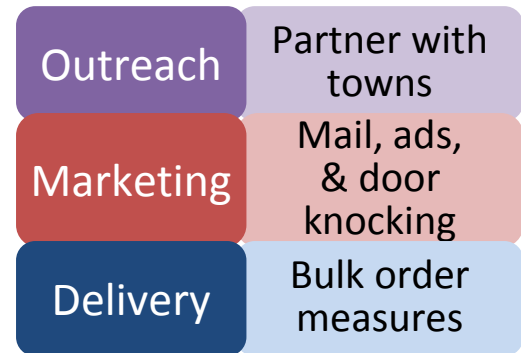 Outreach
Partner with
towns
Marketing
Mail, ads,
& door
knocking
Delivery
Bulk order
measures